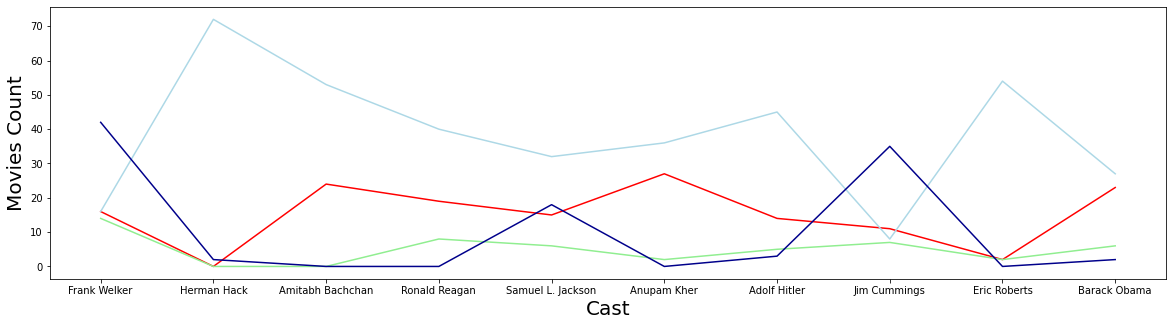 Movies Count
70
60
50
40
30
20
10
0
Frank Welker Herman Hack Amitabh Bachchan Ronald Reagan Samuel L. Jackson Anupam Kher Adolf Hitler Jim Cummings Eric Roberts Barack Obama
Cast